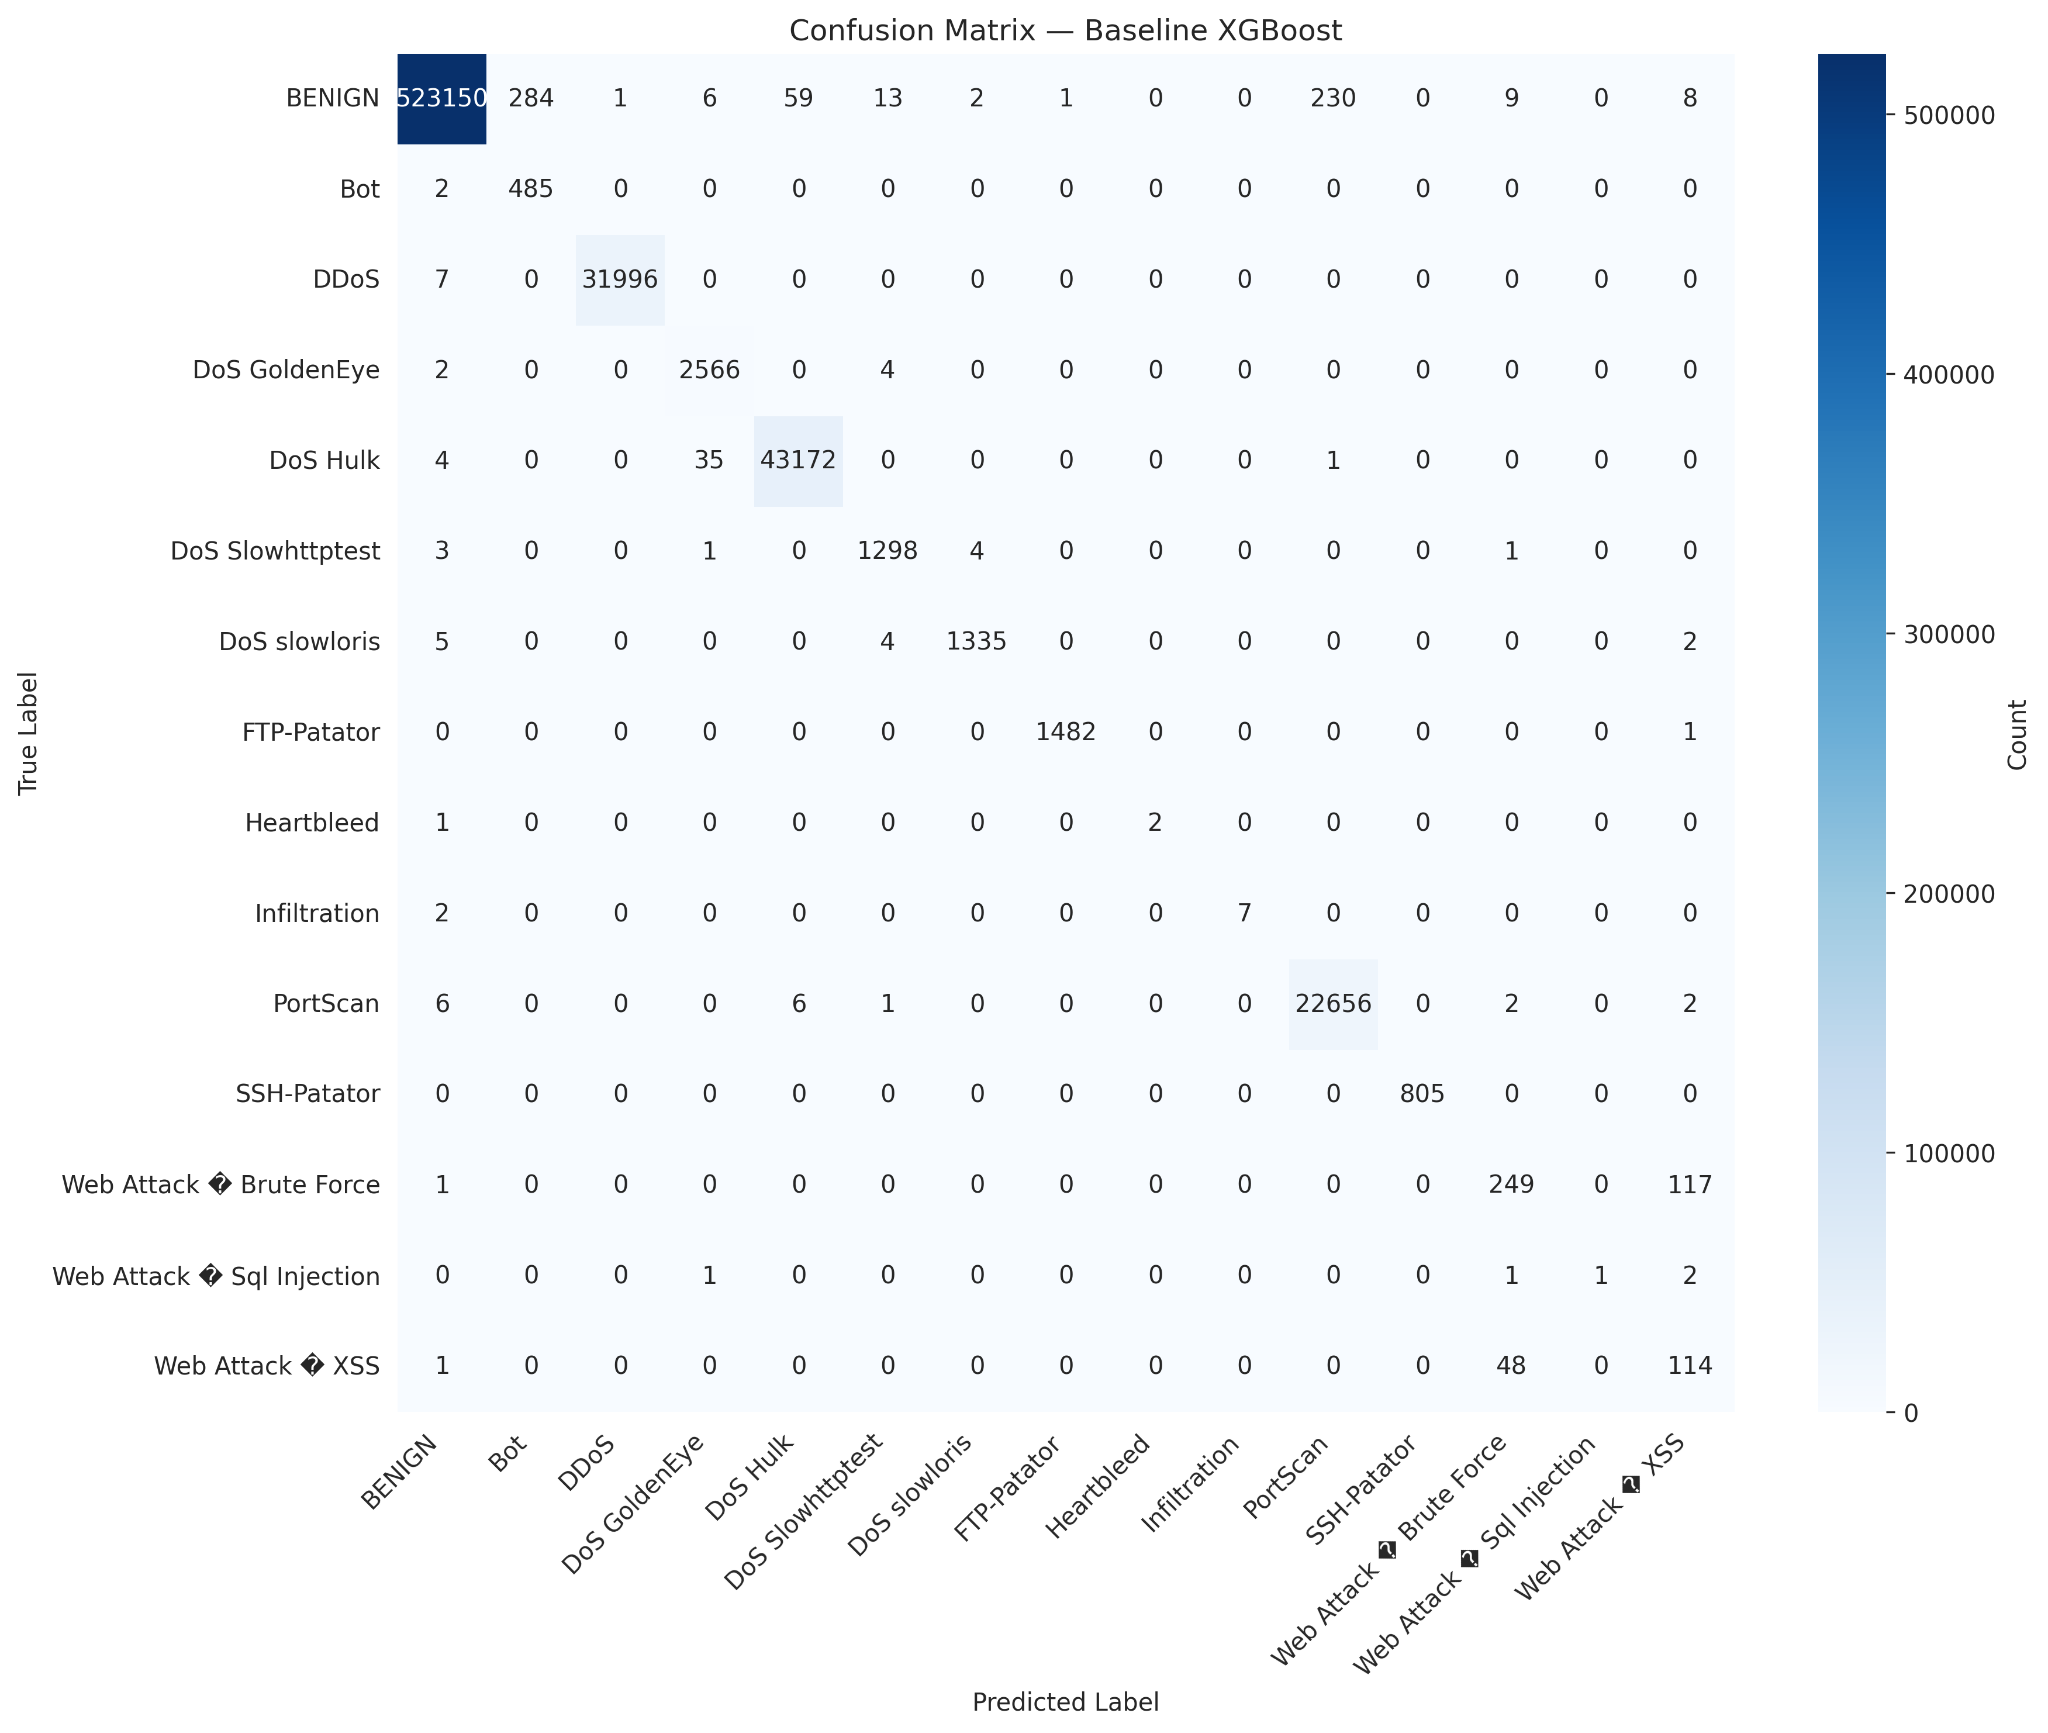 Confusion Matrix — Baseline XGBoost
True Label
BENIGN 523150 284 1 6 59 13 2 1 0 0 230 0 9 0 8
Bot 2 485 0 0 0 0 0 0 0 0 0 0 0 0 0
DDoS 7 0 31996 0 0 0 0 0 0 0 0 0 0 0 0
DoS GoldenEye 2 0 0 2566 0 4 0 0 0 0 0 0 0 0 0
DoS Hulk 4 0 0 35 43172 0 0 0 0 0 1 0 0 0 0
DoS Slowhttptest 3 0 0 1 0 1298 4 0 0 0 0 0 1 0 0
DoS slowloris 5 0 0 0 0 4 1335 0 0 0 0 0 0 0 2
FTP-Patator 0 0 0 0 0 0 0 1482 0 0 0 0 0 0 1
Heartbleed 1 0 0 0 0 0 0 0 2 0 0 0 0 0 0
Infiltration 2 0 0 0 0 0 0 0 0 7 0 0 0 0 0
PortScan 6 0 0 0 6 1 0 0 0 0 22656 0 2 0 2
SSH-Patator 0 0 0 0 0 0 0 0 0 0 0 805 0 0 0
Web Attack � Brute Force 1 0 0 0 0 0 0 0 0 0 0 0 249 0 117
Web Attack � Sql Injection 0 0 0 1 0 0 0 0 0 0 0 0 1 1 2
Web Attack � XSS 1 0 0 0 0 0 0 0 0 0 0 0 48 0 114
BENIGN
Bot
DDoS
DoS GoldenEye
DoS Hulk
DoS Slowhttptest
DoS slowloris
FTP-Patator
Heartbleed
Infiltration
PortScan
SSH-Patator
Web Attack � Brute Force
Web Attack � Sql Injection
Web Attack � XSS
Predicted Label
500000
400000
300000
200000
100000
0
Count